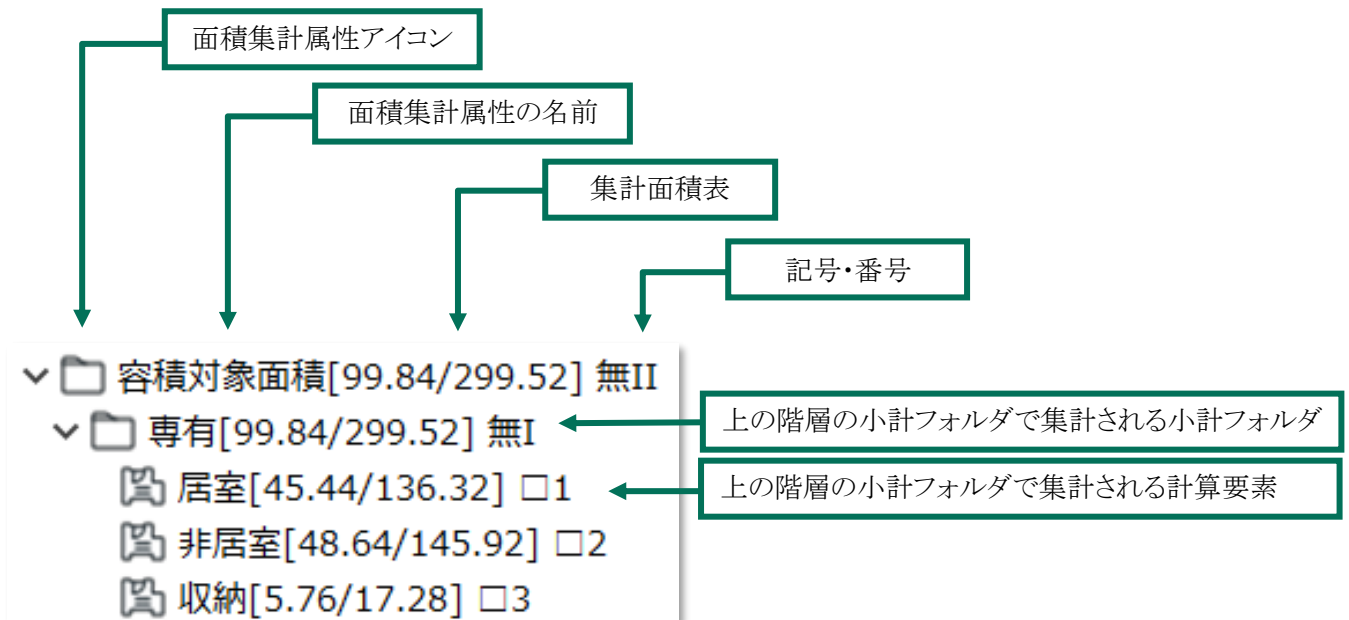 面積集計属性アイコン
面積集計属性の名前
集計面積表
記号・番号
容積対象面積[99.84/299.52] 無II
専有[99.84/299.52] 無I
上の階層の小計フォルダで集計される小計フォルダ
居室[45.44/136.32] □1
上の階層の小計フォルダで集計される計算要素
非居室[48.64/145.92] □2
収納[5.76/17.28] □3